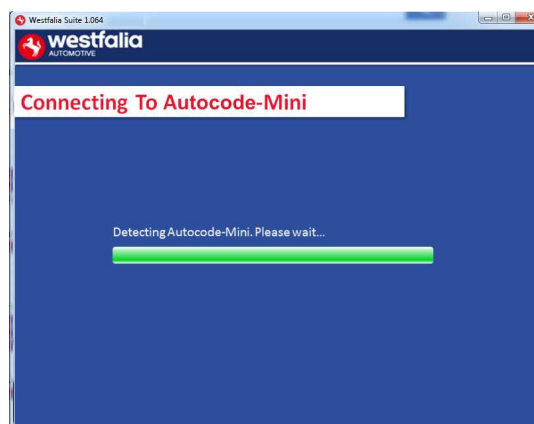 Westfalia Suite 1.064
westfalia
AUTOMOTIVE
Connecting To Autocode-Mini
Detecting Autocode-Mini. Please wait...